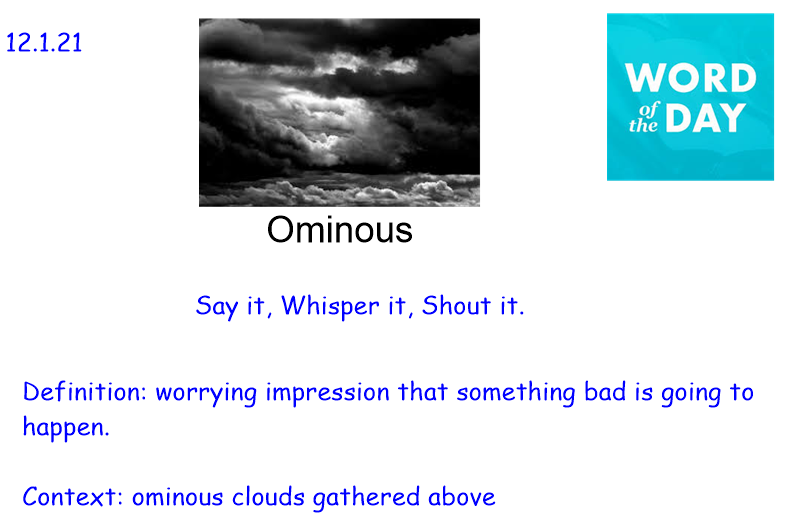 12.1.21
WORD
of the DAY
Ominous
Say it, Whisper it, Shout it.
Definition: worrying impression that something bad is going to
happen.
Context: ominous clouds gathered above